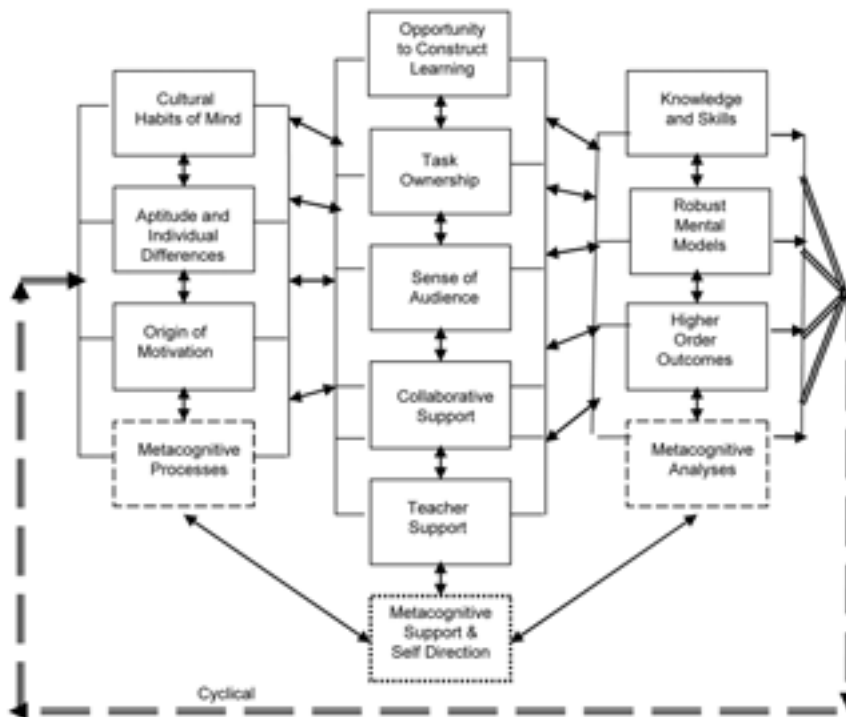 Cultural
Habits of Mind
Aptitude and
Individual
Differences
Origin of
Motivation
Metacognitive
Processes
Opportunity
to Construct
Learning
Task
Ownership
Sense of
Audience
Collaborative
Support
Teacher
Support
Metacognitive
Support &
Self Direction
Knowledge
and Skills
Robust
Mental
Models
Higher
Order
Outcomes
Metacognitive
Analyses
Cyclical